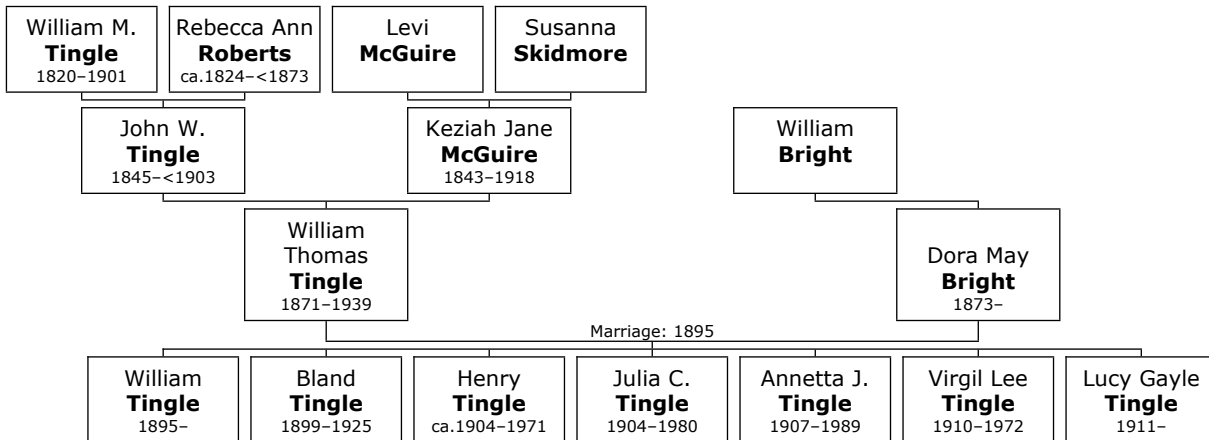 William M.
Tingle
1820–1901
Rebecca Ann
Roberts
ca.1824–<1873
Levi
McGuire
Susanna
Skidmore
John W.
Tingle
1845–<1903
Keziah Jane
McGuire
1843–1918
William
Bright
William
Thomas
Tingle
1871–1939
Dora May
Bright
1873–
Marriage: 1895
William
Tingle
1895–
Bland
Tingle
1899–1925
Henry
Tingle
ca.1904–1971
Julia C.
Tingle
1904–1980
Annetta J.
Tingle
1907–1989
Virgil Lee
Tingle
1910–1972
Lucy Gayle
Tingle
1911–